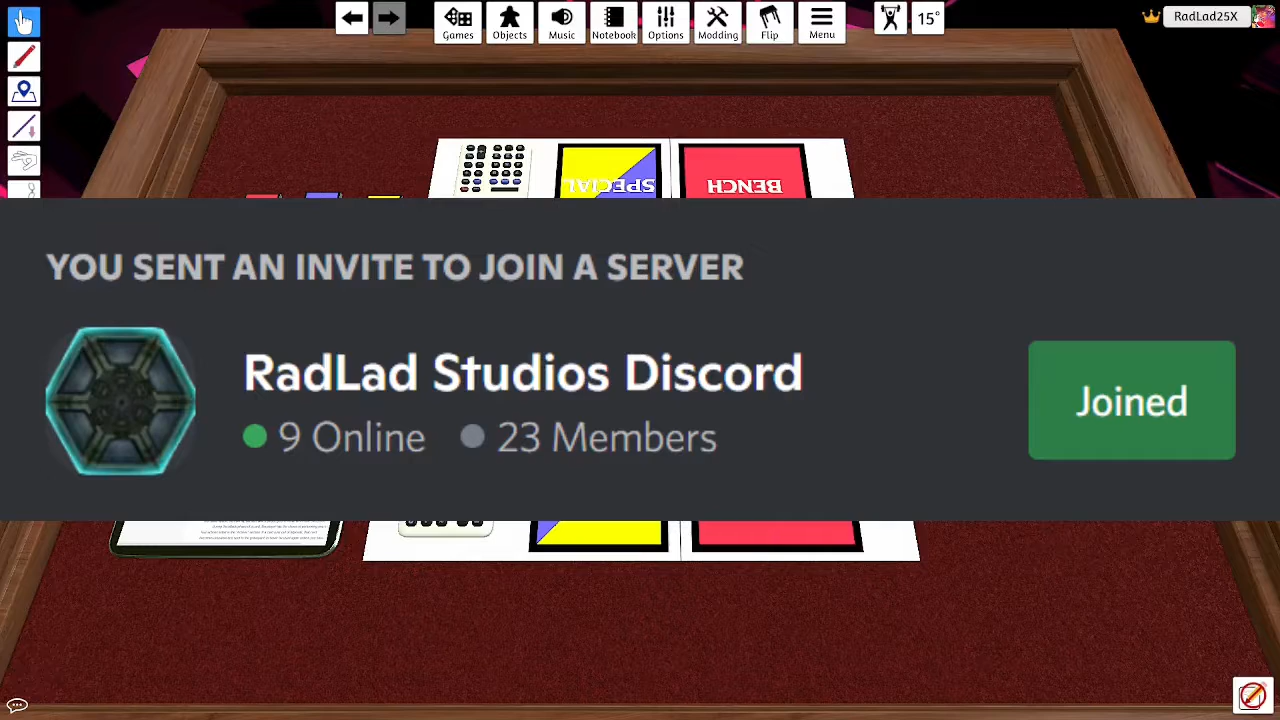 Games
Objects
Music
Notebook
Options
Modding
Flip
Menu
15°
RadLad25X
SPECIAL
BENCH
YOU SENT AN INVITE TO JOIN A SERVER
RadLad Studios Discord
9 Online
23 Members
Joined